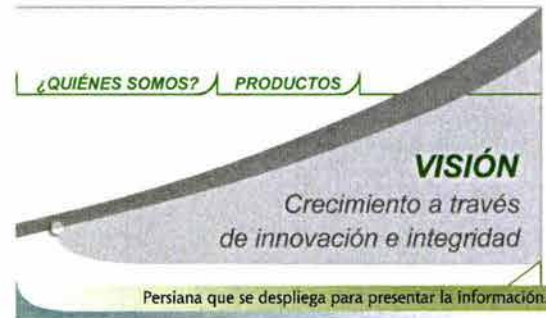 ¿QUIÉNES SOMOS? PRODUCTOS
VISIÓN
Crecimiento a través
de innovación e integridad
Persiana que se despliega para presentar la información.